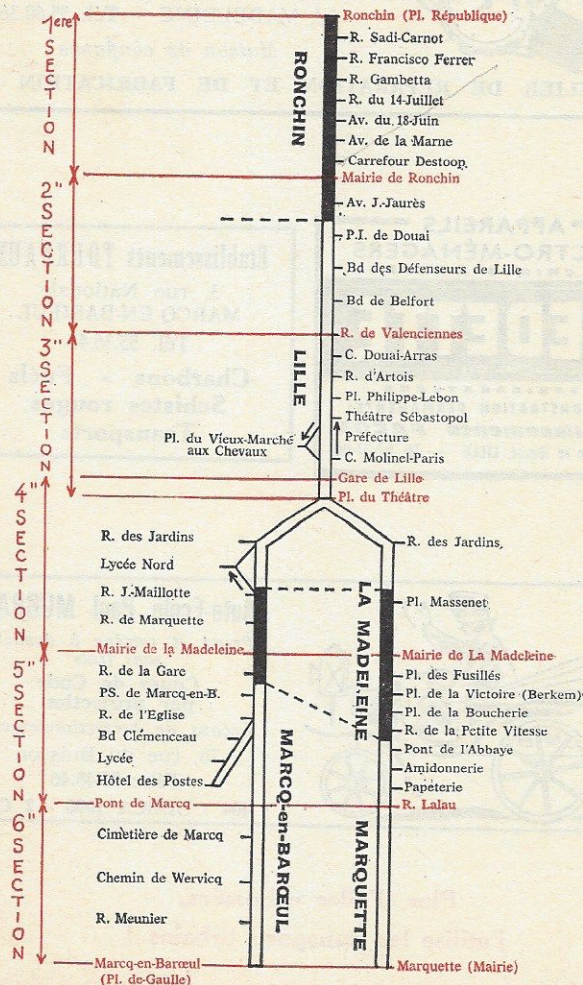 Ronchin (Pl. République)
1ere SECTION
R. Sadi-Carnot
R. Francisco Ferrer
R. Gambetta
R. du 14-Juillet
Av. du 18-Juin
Av. de la Marne
Carrefour Destoop
RONCHIN
Mairie de Ronchin
2" SECTION
Av. J.-Jaurès
P.I. de Douai
Bd des Défenseurs de Lille
Bd de Belfort
R. de Valenciennes
3" SECTION
LILLE
C. Douai-Arras
R. d'Artois
Pl. Philippe-Lebon
Théâtre Sébastopol
Pl. du Vieux-Marché
aux Chevaux
Préfecture
C. Molinel-Paris
Gare de Lille
Pl. du Théâtre
4" SECTION
R. des Jardins
Lycée Nord
R. J.-Maillotte
R. de Marquette
Mairie de la Madeleine
R. des Jardins
Pl. Massenet
LA MADELEINE
Mairie de La Madeleine
5" SECTION
R. de la Gare
PS. de Marcq-en-B.
R. de l'Eglise
Bd Clémenceau
Lycée
Hôtel des Postes
Pont de Marcq
Pl. des Fusillés
Pl. de la Victoire (Berkem)
Pl. de la Boucherie
R. de la Petite Vitesse
Pont de l'Abbaye
Amidonnerie
Papeterie
R. Lalau
6" SECTION
MARCQ-en-BARŒUL
MARQUETTE
Cimetière de Marcq
Chemin de Wervicq
R. Meunier
Marcq-en-Barœul
(Pl. de-Gaulle)
Marquette (Mairie)